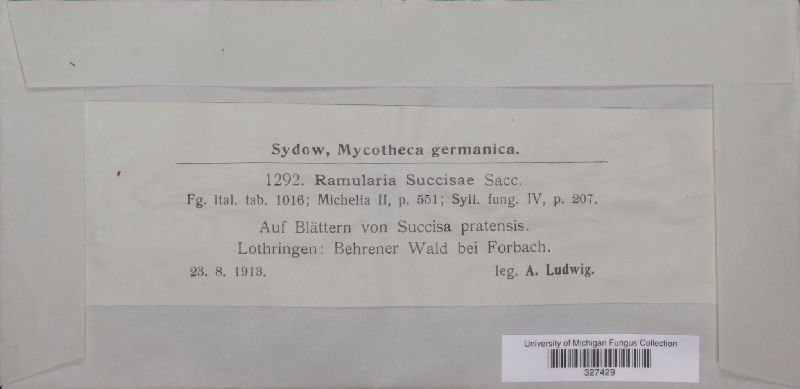 Sydow, Mycotheca germanica.
1292. Ramularia Succisae Sacc.
Fg. ital. tab. 1016; Michelia II, p. 551; Syll. fung. IV, p. 207.
Auf Blättern von Succisa pratensis.
Lothringen: Behrener Wald bei Forbach.
23. 8. 1913. leg. A. Ludwig.
University of Michigan Fungus Collection
327429